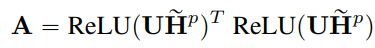 A = ReLU(UH̃ᵖ)ᵀ ReLU(UH̃ᵖ)